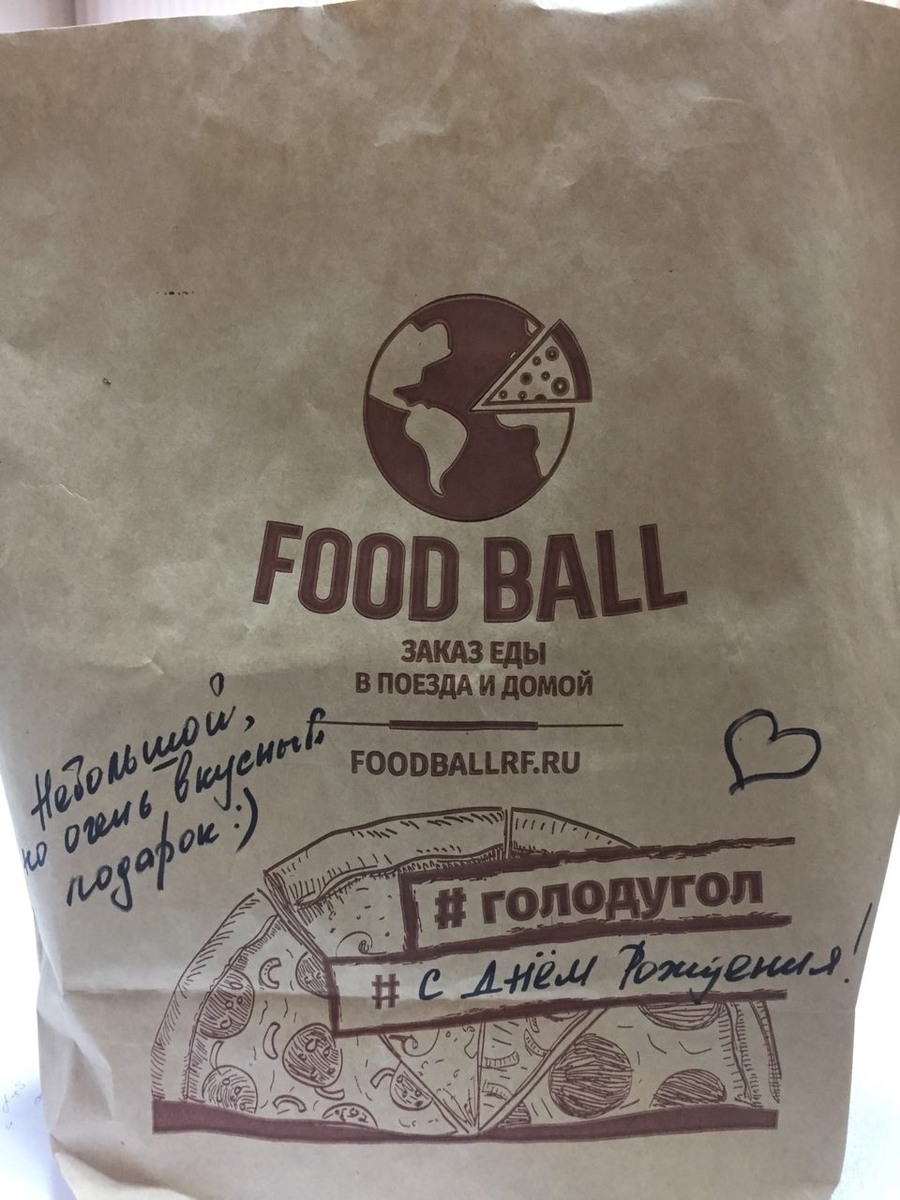 FOOD BALL
ЗАКАЗ ЕДЫ
В ПОЕЗДА И ДОМОЙ
FOODBALLRF.RU
Небольшой,
но очень вкусный
подарок :)
# ГОЛОДУГОЛ
# С Днём Рождения!